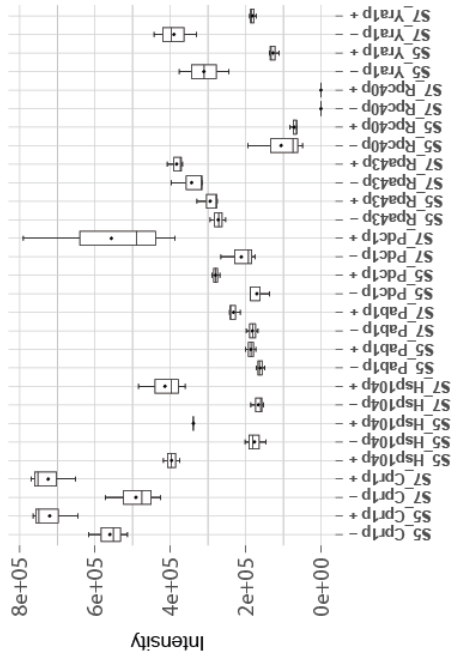 Intensity
8e+05
6e+05
4e+05
2e+05
0e+00
S5_Cpr1p -
S5_Cpr1p +
S7_Cpr1p -
S7_Cpr1p +
S5_Hsp104p +
S5_Hsp104p -
S5_Hsp104p +
S7_Hsp104p -
S7_Hsp104p +
S5_Pab1p -
S5_Pab1p +
S7_Pab1p -
S7_Pab1p +
S5_Pdc1p -
S5_Pdc1p +
S7_Pdc1p -
S7_Pdc1p +
S5_Rpa43p -
S5_Rpa43p +
S7_Rpa43p -
S7_Rpa43p +
S5_Rpc40p -
S5_Rpc40p +
S7_Rpc40p -
S7_Rpc40p +
S5_Yra1p -
S5_Yra1p +
S7_Yra1p -
S7_Yra1p +